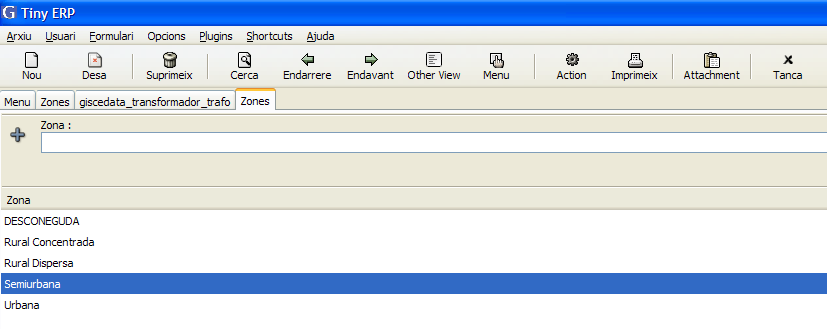 Tiny ERP
Arxiu Usuari Formulari Opcions Plugins Shortcuts Ajuda
Nou Desa Suprimeix Cerca Endarrere Endavant Other View Menu Action Imprimeix Attachment Tanca
Menu Zones giscedata_transformador_trafo Zones
Zona :
Zona
DESCONEGUDA
Rural Concentrada
Rural Dispersa
Semiurbana
Urbana